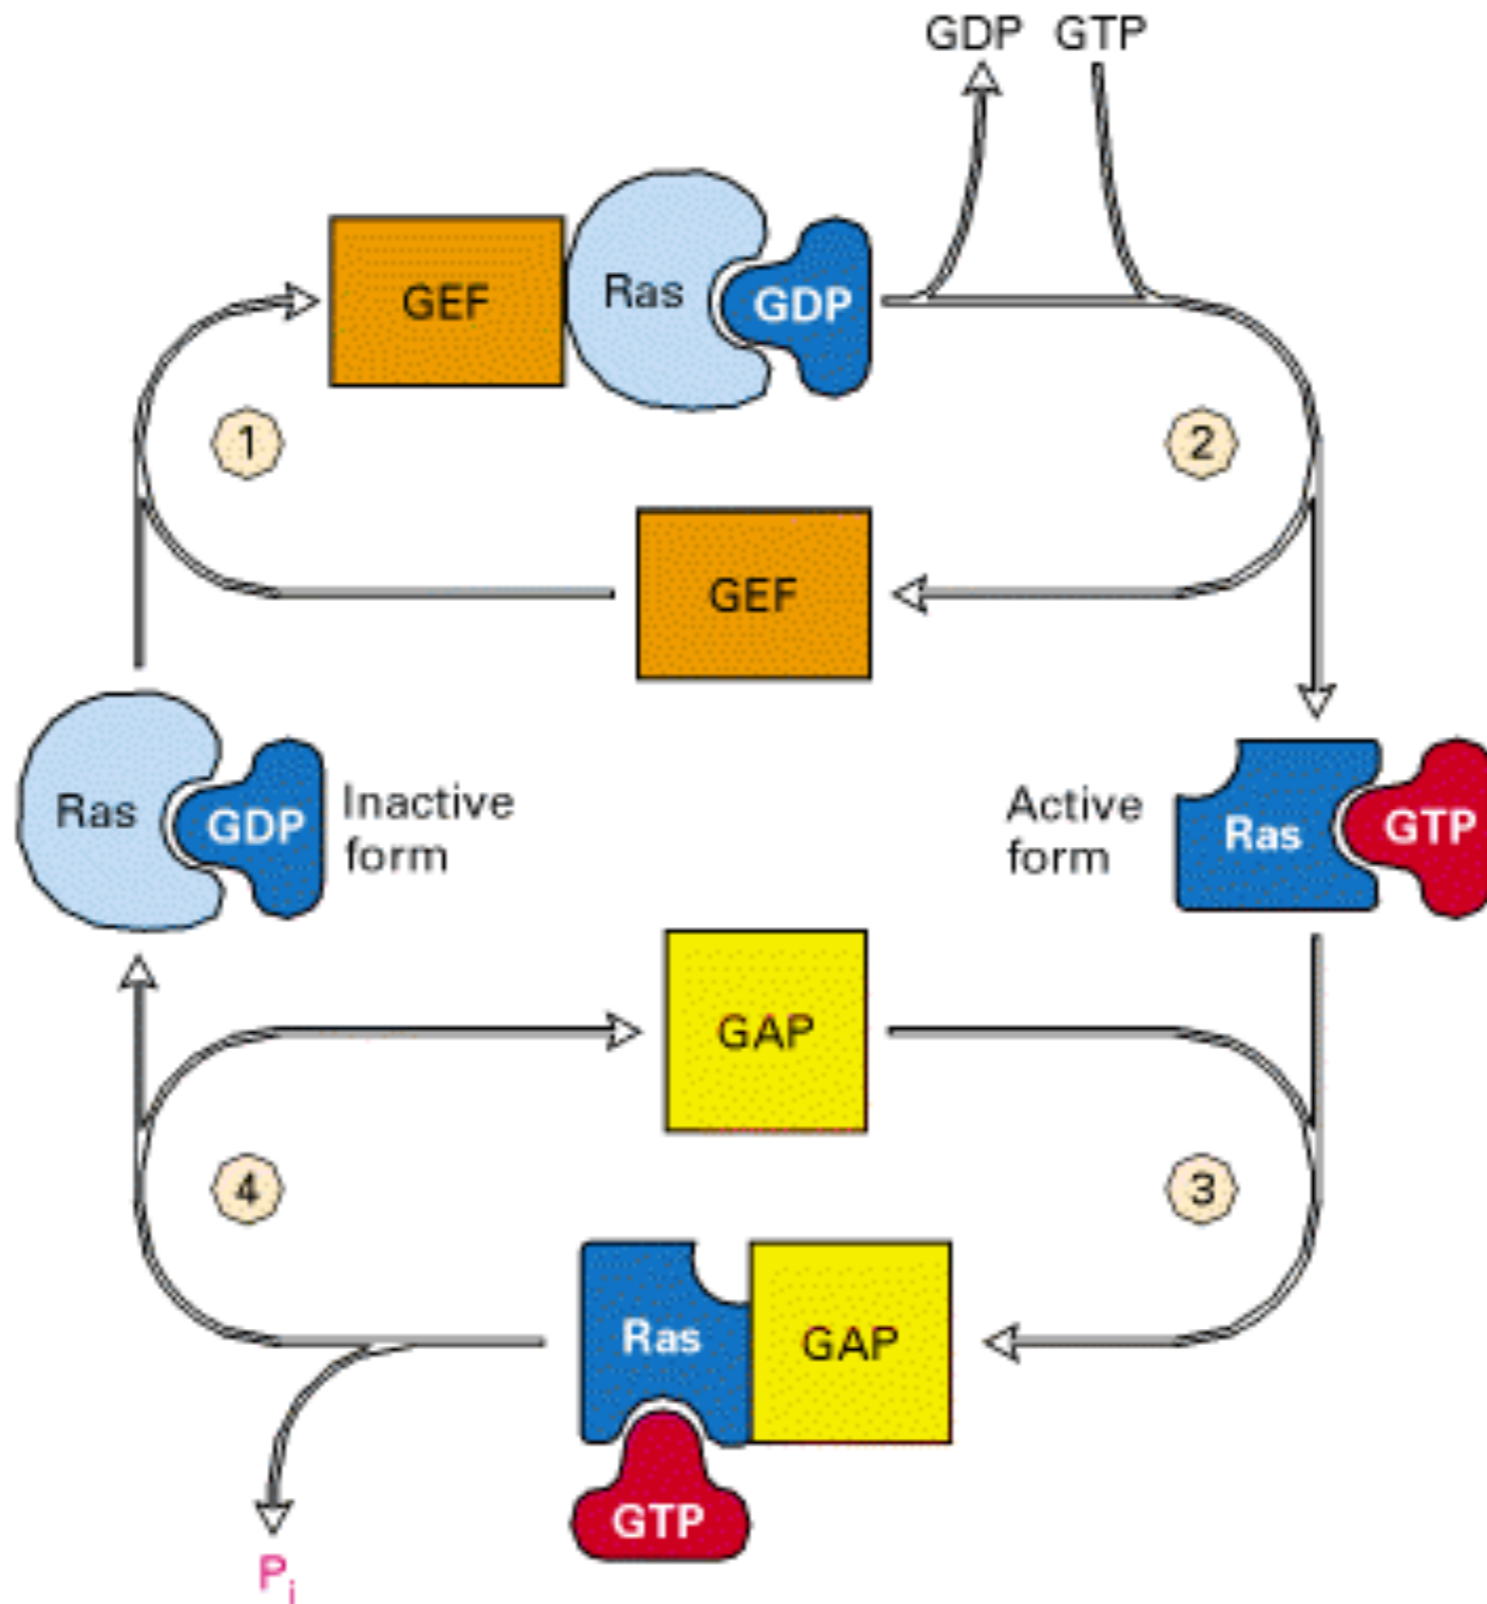 GDP GTP
GEF
Ras
GDP
1
2
GEF
Ras
GDP
Inactive
form
Active
form
Ras
GTP
GAP
4
3
Ras
GAP
GTP
Pi